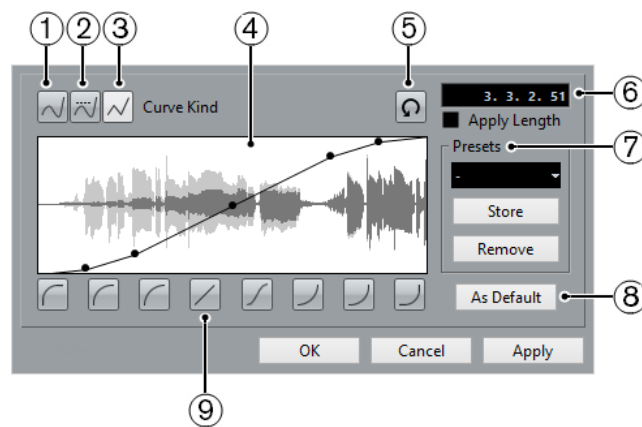 ① ② ③ ④ ⑤
Curve Kind
3. 3. 2. 51 ⑥
Apply Length
Presets ⑦
-
Store
Remove
As Default ⑧
OK Cancel Apply
⑨